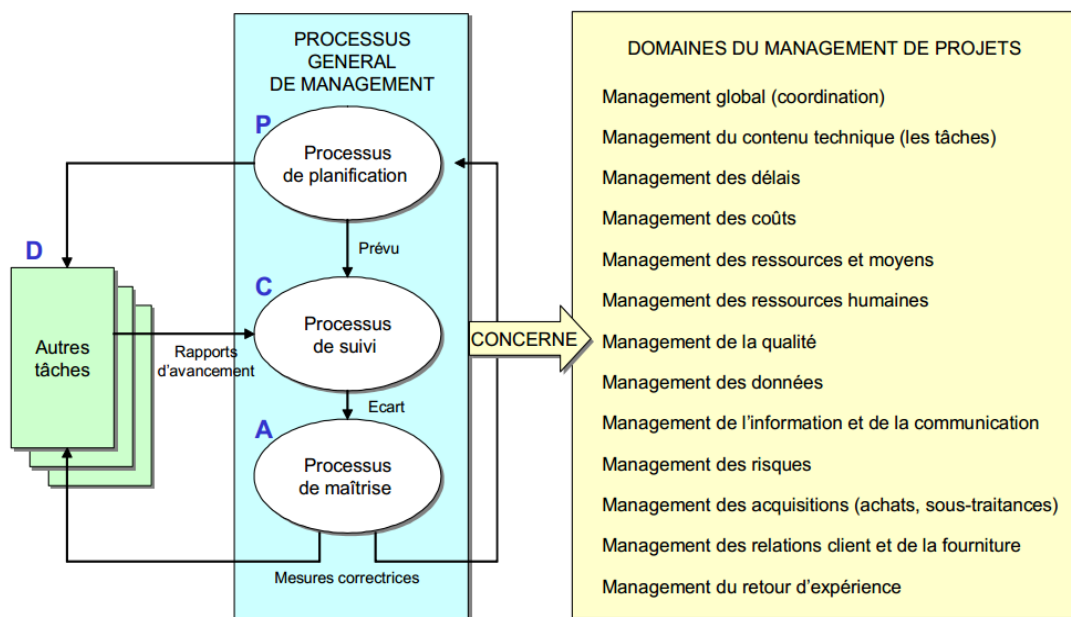 PROCESSUS
GENERAL
DE MANAGEMENT
P
Processus
de planification
Prévu
D
Autres
tâches
Rapports
d'avancement
C
Processus
de suivi
Ecart
A
Processus
de maîtrise
Mesures correctrices
CONCERNE
DOMAINES DU MANAGEMENT DE PROJETS
Management global (coordination)
Management du contenu technique (les tâches)
Management des délais
Management des coûts
Management des ressources et moyens
Management des ressources humaines
Management de la qualité
Management des données
Management de l'information et de la communication
Management des risques
Management des acquisitions (achats, sous-traitances)
Management des relations client et de la fourniture
Management du retour d'expérience